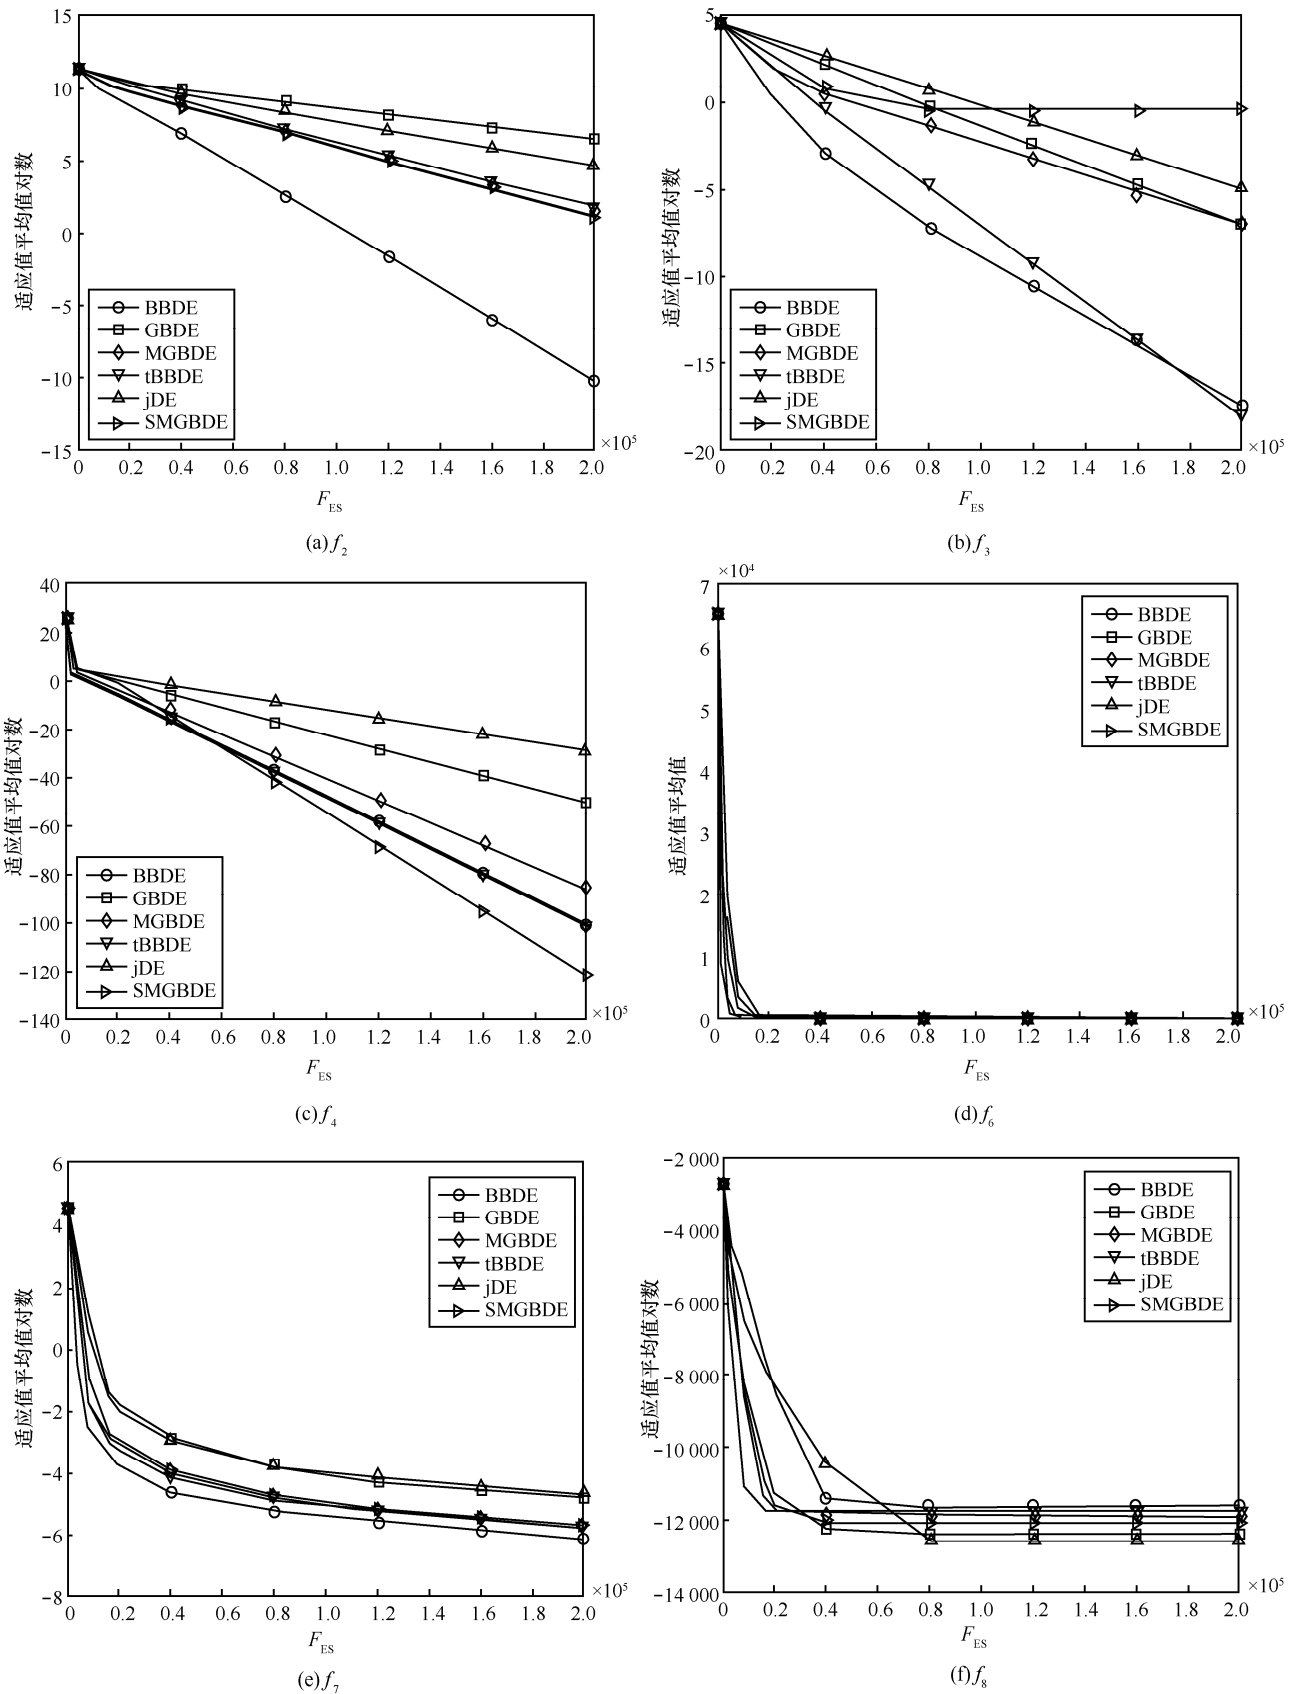 15
10
5
0
−5
−10
−15
适应值平均值对数
BBDE
GBDE
MGBDE
tBBDE
jDE
SMGBDE
0 0.2 0.4 0.6 0.8 1.0 1.2 1.4 1.6 1.8 2.0
×10⁵
F_ES
(a) f₂
5
0
−5
−10
−15
−20
适应值平均值对数
BBDE
GBDE
MGBDE
tBBDE
jDE
SMGBDE
0 0.2 0.4 0.6 0.8 1.0 1.2 1.4 1.6 1.8 2.0
×10⁵
F_ES
(b) f₃
40
20
0
−20
−40
−60
−80
−100
−120
−140
适应值平均值对数
BBDE
GBDE
MGBDE
tBBDE
jDE
SMGBDE
0 0.2 0.4 0.6 0.8 1.0 1.2 1.4 1.6 1.8 2.0
×10⁵
F_ES
(c) f₄
×10⁴
7
6
5
4
3
2
1
0
适应值平均值
BBDE
GBDE
MGBDE
tBBDE
jDE
SMGBDE
0 0.2 0.4 0.6 0.8 1.0 1.2 1.4 1.6 1.8 2.0
×10⁵
F_ES
(d) f₆
6
4
2
0
−2
−4
−6
−8
适应值平均值对数
BBDE
GBDE
MGBDE
tBBDE
jDE
SMGBDE
0 0.2 0.4 0.6 0.8 1.0 1.2 1.4 1.6 1.8 2.0
×10⁵
F_ES
(e) f₇
−2 000
−4 000
−6 000
−8 000
−10 000
−12 000
−14 000
适应值平均值对数
BBDE
GBDE
MGBDE
tBBDE
jDE
SMGBDE
0 0.2 0.4 0.6 0.8 1.0 1.2 1.4 1.6 1.8 2.0
×10⁵
F_ES
(f) f₈